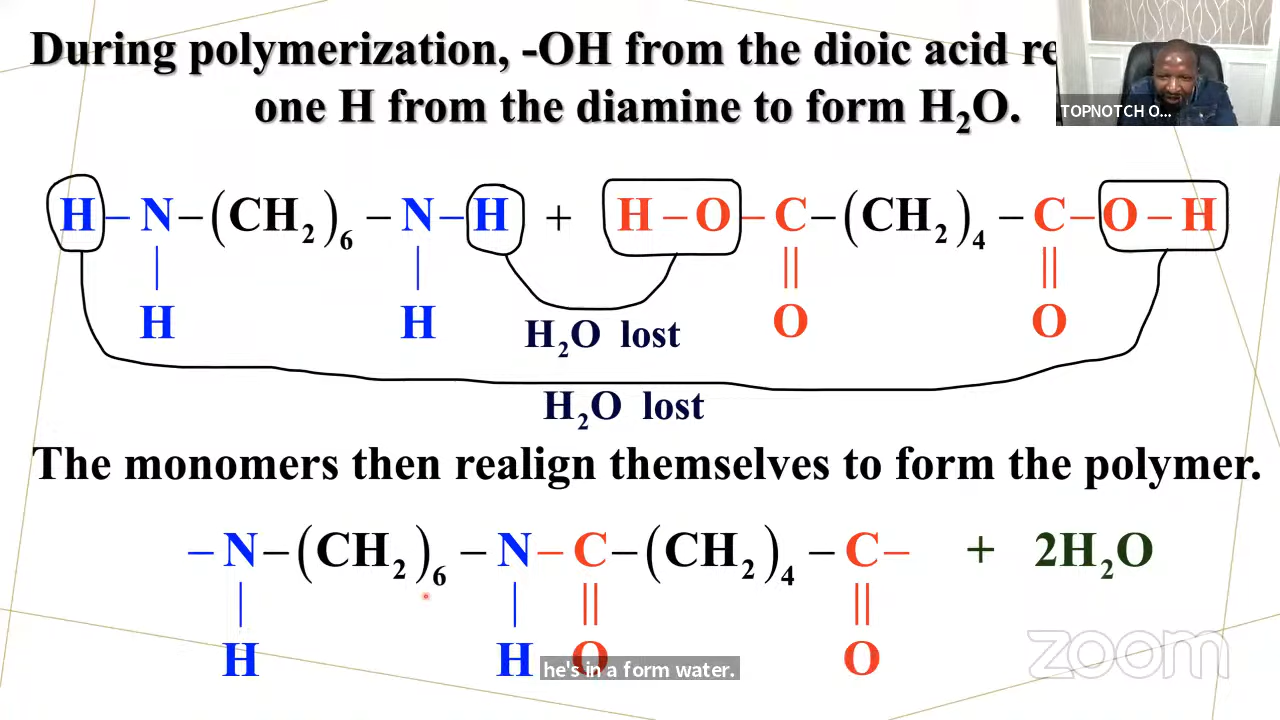 During polymerization, -OH from the dioic acid re
TOPNOTCH O...
one H from the diamine to form H₂O.
H – N – (CH₂)₆ – N – H + H – O – C – (CH₂)₄ – C – O – H
| | || ||
H H O O
H₂O lost
H₂O lost
The monomers then realign themselves to form the polymer.
– N – (CH₂)₆ – N – C – (CH₂)₄ – C – + 2H₂O
| | || ||
H H O O
he's in a form water.
zoom